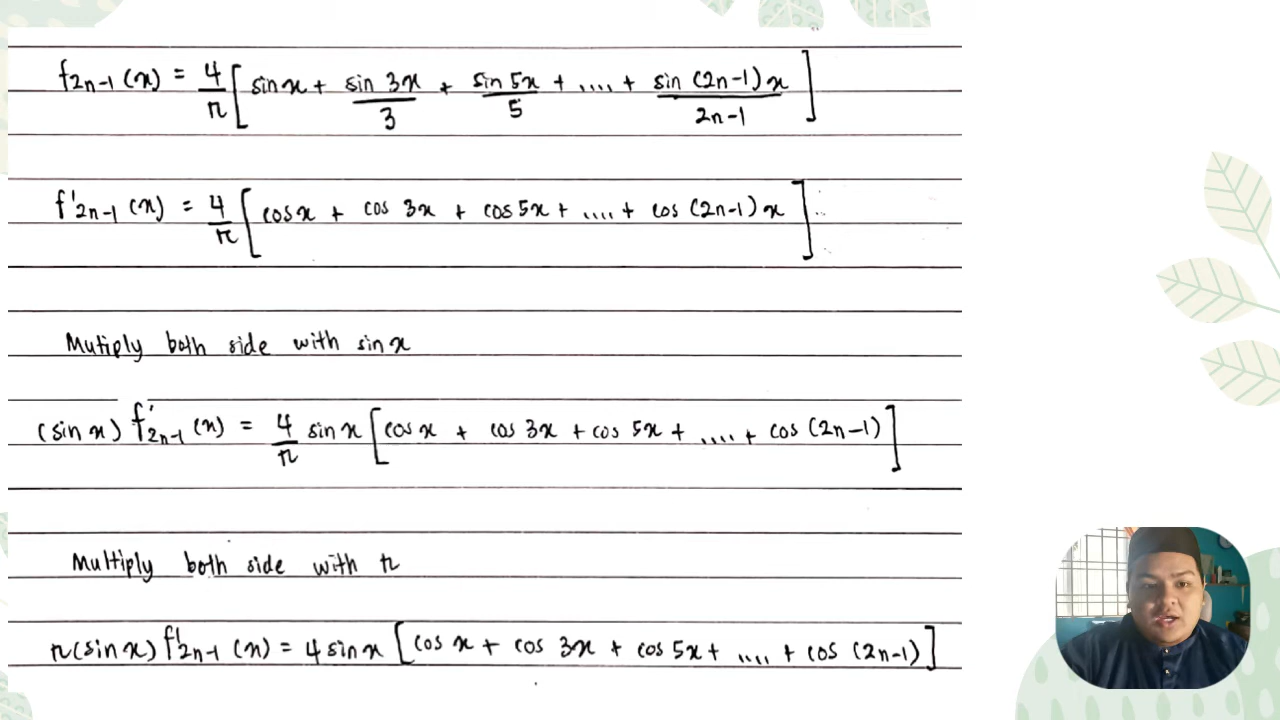 f2n-1 (x) = 4/π [ sin x + sin 3x/3 + sin 5x/5 + .... + sin (2n-1)x/2n-1 ]
f'2n-1 (x) = 4/π [ cos x + cos 3x + cos 5x + .... + cos (2n-1)x ]
Mutiply both side with sin x
(sin x) f'2n-1 (x) = 4/π sin x [ cos x + cos 3x + cos 5x + .... + cos (2n-1) ]
Multiply both side with π
π(sin x) f'2n-1 (x) = 4 sin x [ cos x + cos 3x + cos 5x + .... + cos (2n-1) ]